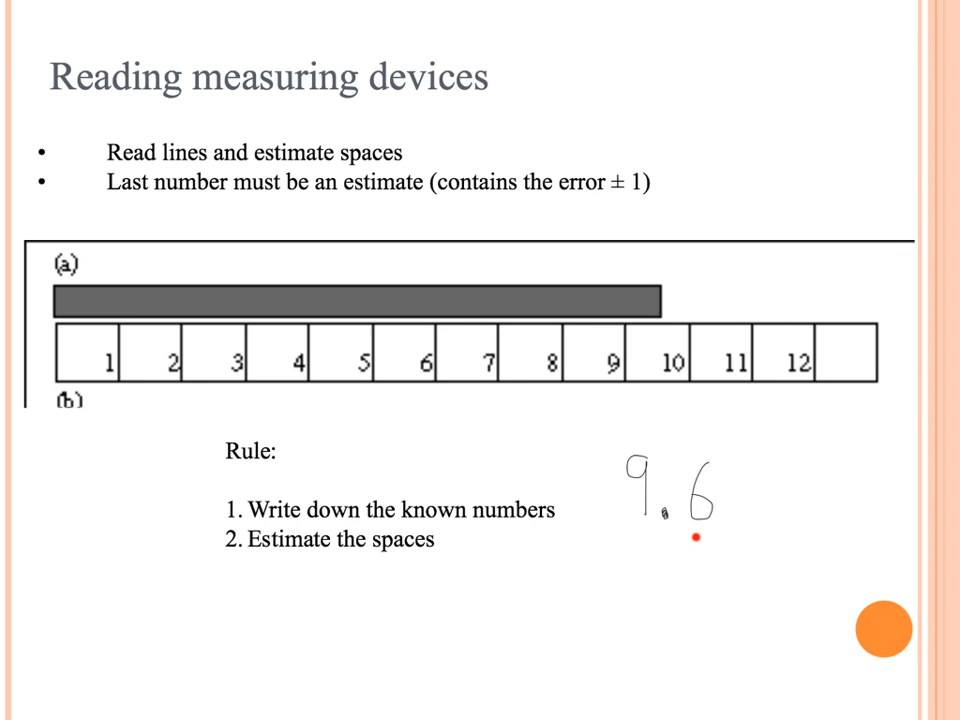 Reading measuring devices
• Read lines and estimate spaces
• Last number must be an estimate (contains the error ± 1)
(a)
1 2 3 4 5 6 7 8 9 10 11 12
(b)
Rule:
9.6
1. Write down the known numbers
2. Estimate the spaces